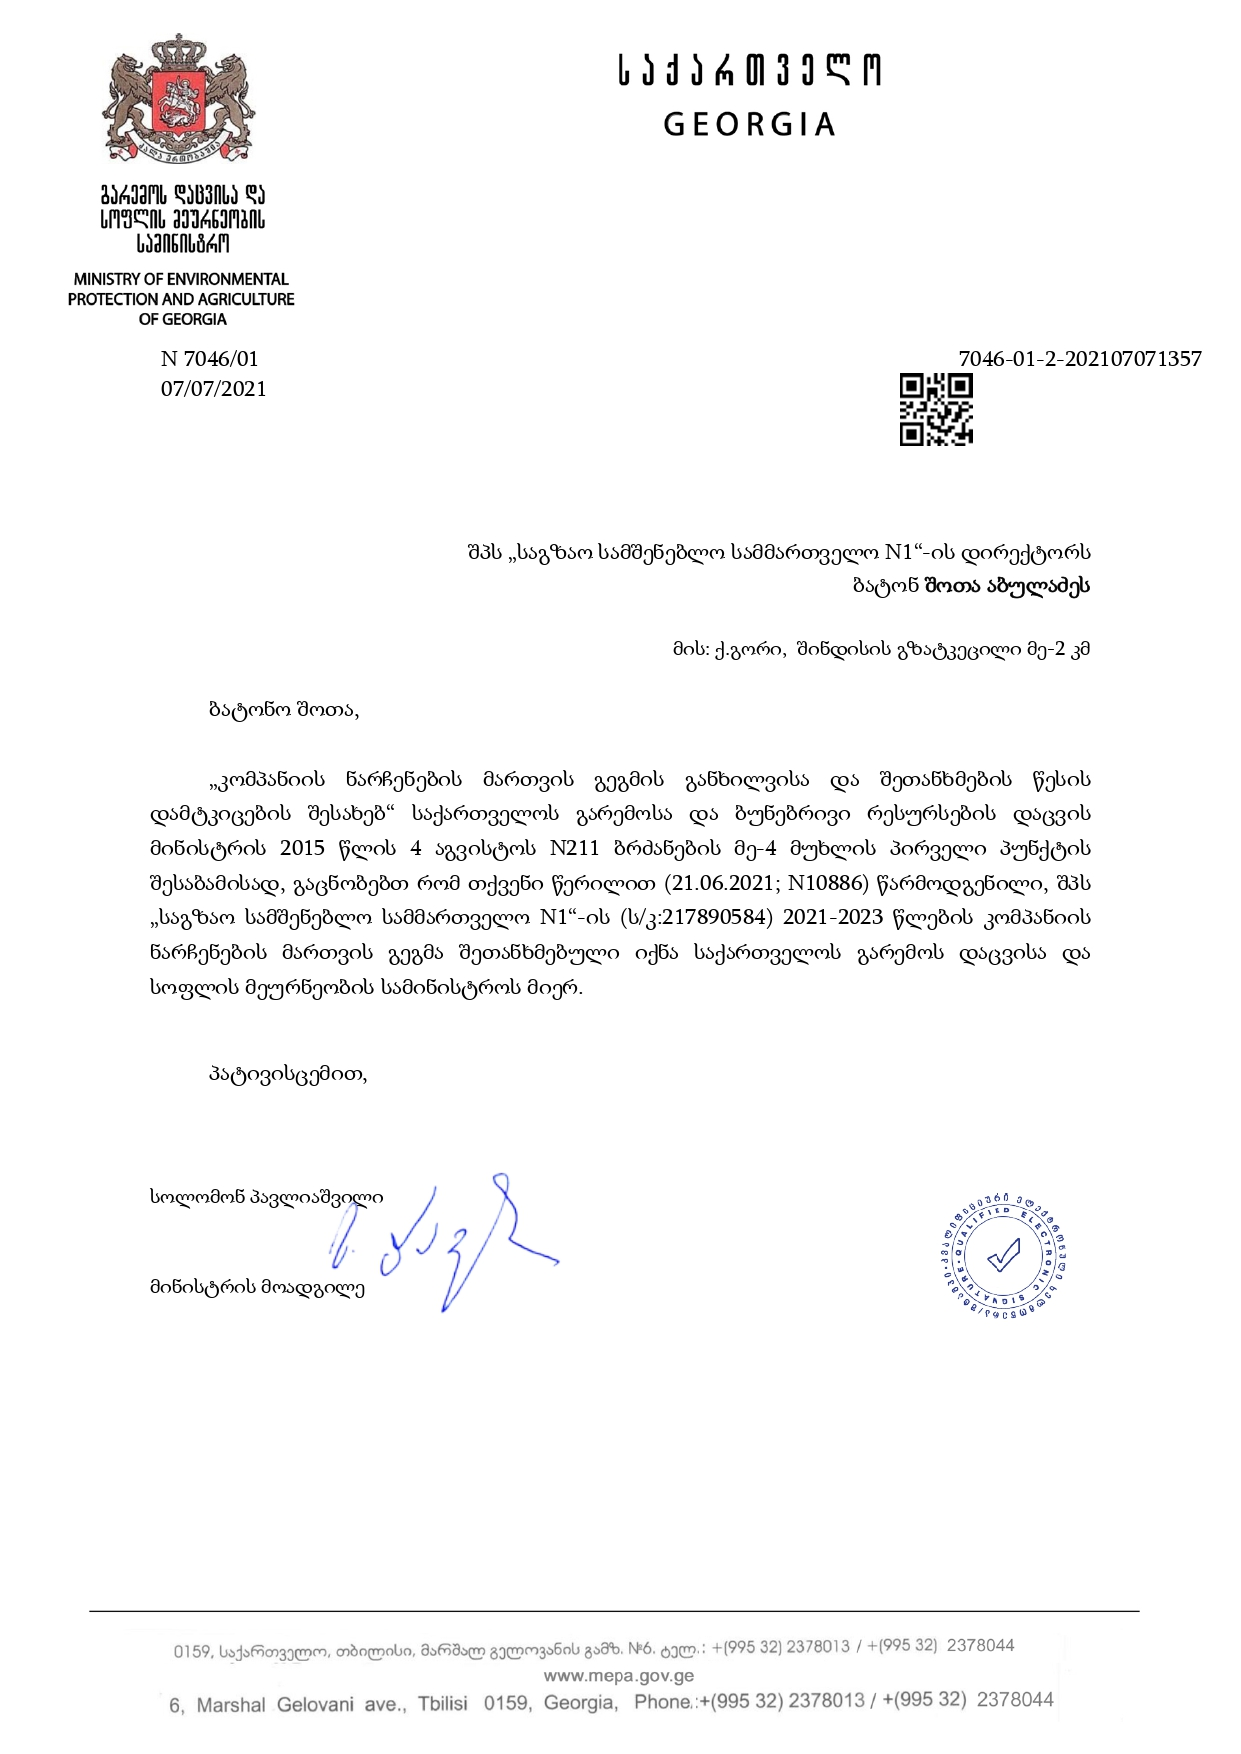 საქართველო
GEORGIA
გარემოს დაცვისა და
სოფლის მეურნეობის
სამინისტრო
MINISTRY OF ENVIRONMENTAL
PROTECTION AND AGRICULTURE
OF GEORGIA
N 7046/01
07/07/2021
7046-01-2-202107071357
შპს „საგზაო სამშენებლო სამმართველო N1“-ის დირექტორს
ბატონ შოთა აბულაძეს
მის: ქ.გორი, შინდისის გზატკეცილი მე-2 კმ
ბატონო შოთა,
„კომპანიის ნარჩენების მართვის გეგმის განხილვისა და შეთანხმების წესის
დამტკიცების შესახებ“ საქართველოს გარემოსა და ბუნებრივი რესურსების დაცვის
მინისტრის 2015 წლის 4 აგვისტოს N211 ბრძანების მე-4 მუხლის პირველი პუნქტის
შესაბამისად, გაცნობებთ რომ თქვენი წერილით (21.06.2021; N10886) წარმოდგენილი, შპს
„საგზაო სამშენებლო სამმართველო N1“-ის (ს/კ:217890584) 2021-2023 წლების კომპანიის
ნარჩენების მართვის გეგმა შეთანხმებული იქნა საქართველოს გარემოს დაცვისა და
სოფლის მეურნეობის სამინისტროს მიერ.
პატივისცემით,
სოლომონ პავლიაშვილი
მინისტრის მოადგილე
QUALIFIED ELECTRONIC SIGNATURE
0159, საქართველო, თბილისი, მარშალ გელოვანის გამზ. №6. ტელ.: +(995 32) 2378013 / +(995 32) 2378044
www.mepa.gov.ge
6, Marshal Gelovani ave., Tbilisi 0159, Georgia, Phone.:+(995 32) 2378013 / +(995 32) 2378044